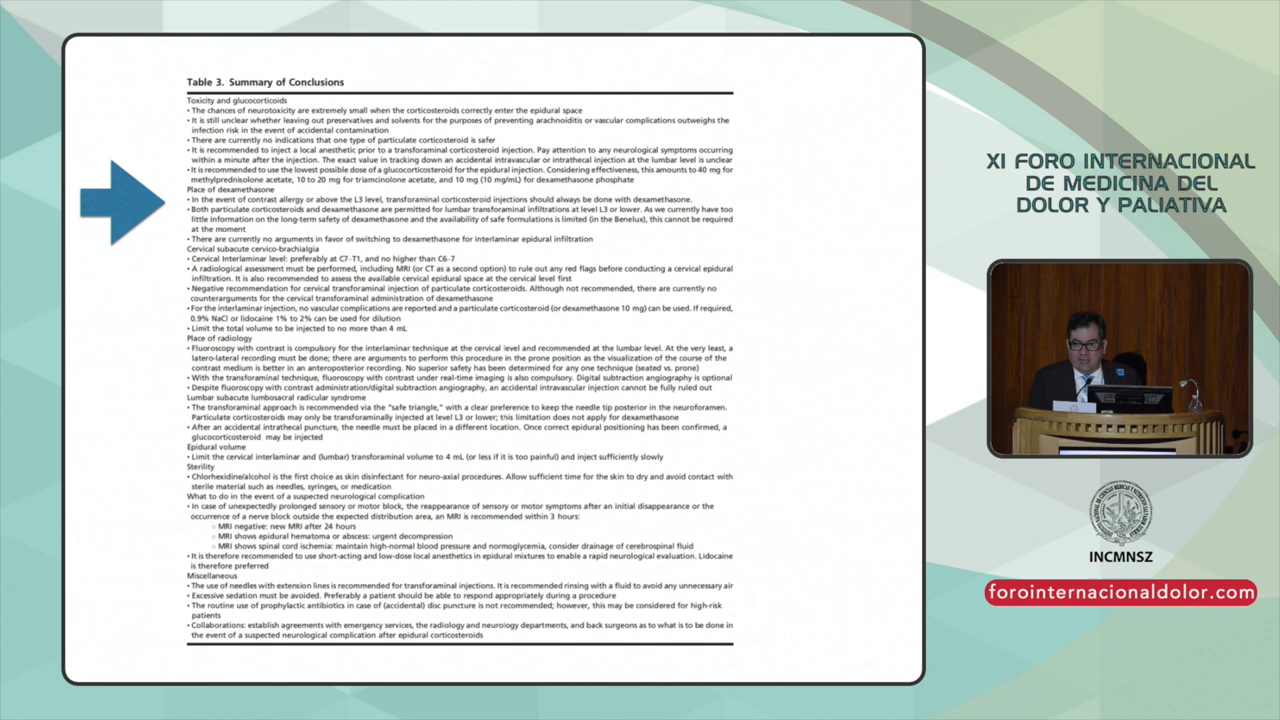 Table 3. Summary of Conclusions
Toxicity and glucocorticoids
• The chances of neurotoxicity are extremely small when the corticosteroids correctly enter the epidural space
• It is still unclear whether leaving out preservatives and solvents for the purposes of preventing arachnoiditis or vascular complications outweighs the
infection risk in the event of accidental contamination
• There are currently no indications that one type of particulate corticosteroid is safer
• It is recommended to inject a local anesthetic prior to a transforaminal corticosteroid injection. Pay attention to any neurological symptoms occurring
within a minute after the injection. The exact value in tracking down an accidental intravascular or intrathecal injection at the lumbar level is unclear
• It is recommended to use the lowest possible dose of a glucocorticoid for the epidural injection. Considering effectiveness, this amounts to 40 mg for
methylprednisolone acetate, 10 to 20 mg for triamcinolone acetate, and 10 mg (10 mg/mL) for dexamethasone phosphate
Place of dexamethasone
• In the event of contrast allergy or above the L3 level, transforaminal corticosteroid injections should always be done with dexamethasone.
• Both particulate corticosteroids and dexamethasone are permitted for lumbar transforaminal infiltrations at level L3 or lower. As we currently have too
little information on the long-term safety of dexamethasone and the availability of safe formulations is limited (in the Benelux), this cannot be required
at the moment
• There are currently no arguments in favor of switching to dexamethasone for interlaminar epidural infiltration
Cervical subacute cervico-brachialgia
• Cervical Interlaminar level: preferably at C7–T1, and no higher than C6–7
• A radiological assessment must be performed, including MRI (or CT as a second option) to rule out any red flags before conducting a cervical epidural
infiltration. It is also recommended to assess the available cervical epidural space at the cervical level first
• Negative recommendation for cervical transforaminal injection of particulate corticosteroids. Although not recommended, there are currently no
counterarguments for the cervical transforaminal administration of dexamethasone
• For the interlaminar injection, no vascular complications are reported and a particulate corticosteroid (or dexamethasone 10 mg) can be used. If required,
0.9% NaCl or lidocaine 1% to 2% can be used for dilution
• Limit the total volume to be injected to no more than 4 mL
Place of radiology
• Fluoroscopy with contrast is compulsory for the interlaminar technique at the cervical level and recommended at the lumbar level. At the very least, a
latero-lateral recording must be done; there are arguments to perform this procedure in the prone position as the visualization of the course of the
contrast medium is better in an anteroposterior recording. No superior safety has been determined for any one technique (seated vs. prone)
• With the transforaminal technique, fluoroscopy with contrast under real-time imaging is also compulsory. Digital subtraction angiography is optional
• Despite fluoroscopy with contrast administration/digital subtraction angiography, an accidental intravascular injection cannot be fully ruled out
Lumbar subacute lumbosacral radicular syndrome
• The transforaminal approach is recommended via the “safe triangle,” with a clear preference to keep the needle tip posterior in the neuroforamen.
Particulate corticosteroids may only be transforaminally injected at level L3 or lower; this limitation does not apply for dexamethasone
• After an accidental intrathecal puncture, the needle must be placed in a different location. Once correct epidural positioning has been confirmed, a
glucocorticosteroid may be injected
Epidural volume
• Limit the cervical interlaminar and (lumbar) transforaminal volume to 4 mL (or less if it is too painful) and inject sufficiently slowly
Sterility
• Chlorhexidine/alcohol is the first choice as skin disinfectant for neuro-axial procedures. Allow sufficient time for the skin to dry and avoid contact with
sterile material such as needles, syringes, or medication
What to do in the event of a suspected neurological complication
• In case of unexpectedly prolonged sensory or motor block, the reappearance of sensory or motor symptoms after an initial disappearance or the
occurrence of a nerve block outside the expected distribution area, an MRI is recommended within 3 hours:
○ MRI negative: new MRI after 24 hours
○ MRI shows epidural hematoma or abscess: urgent decompression
○ MRI shows spinal cord ischemia: maintain high-normal blood pressure and normoglycemia, consider drainage of cerebrospinal fluid
• It is therefore recommended to use short-acting and low-dose local anesthetics in epidural mixtures to enable a rapid neurological evaluation. Lidocaine
is therefore preferred
Miscellaneous
• The use of needles with extension lines is recommended for transforaminal injections. It is recommended rinsing with a fluid to avoid any unnecessary air
• Excessive sedation must be avoided. Preferably a patient should be able to respond appropriately during a procedure
• The routine use of prophylactic antibiotics in case of (accidental) disc puncture is not recommended; however, this may be considered for high-risk
patients
• Collaborations: establish agreements with emergency services, the radiology and neurology departments, and back surgeons as to what is to be done in
the event of a suspected neurological complication after epidural corticosteroids
XI FORO INTERNACIONAL
DE MEDICINA DEL
DOLOR Y PALIATIVA
INCMNSZ
forointernacionaldolor.com